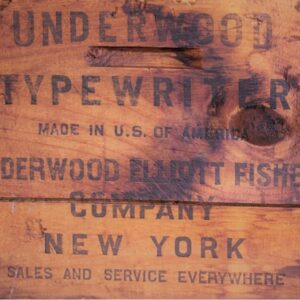 UNDERWOOD
TYPEWRITER
MADE IN U.S. OF AMERICA
DERWOOD ELLIOTT FISHE
COMPANY
NEW YORK
SALES AND SERVICE EVERYWHERE